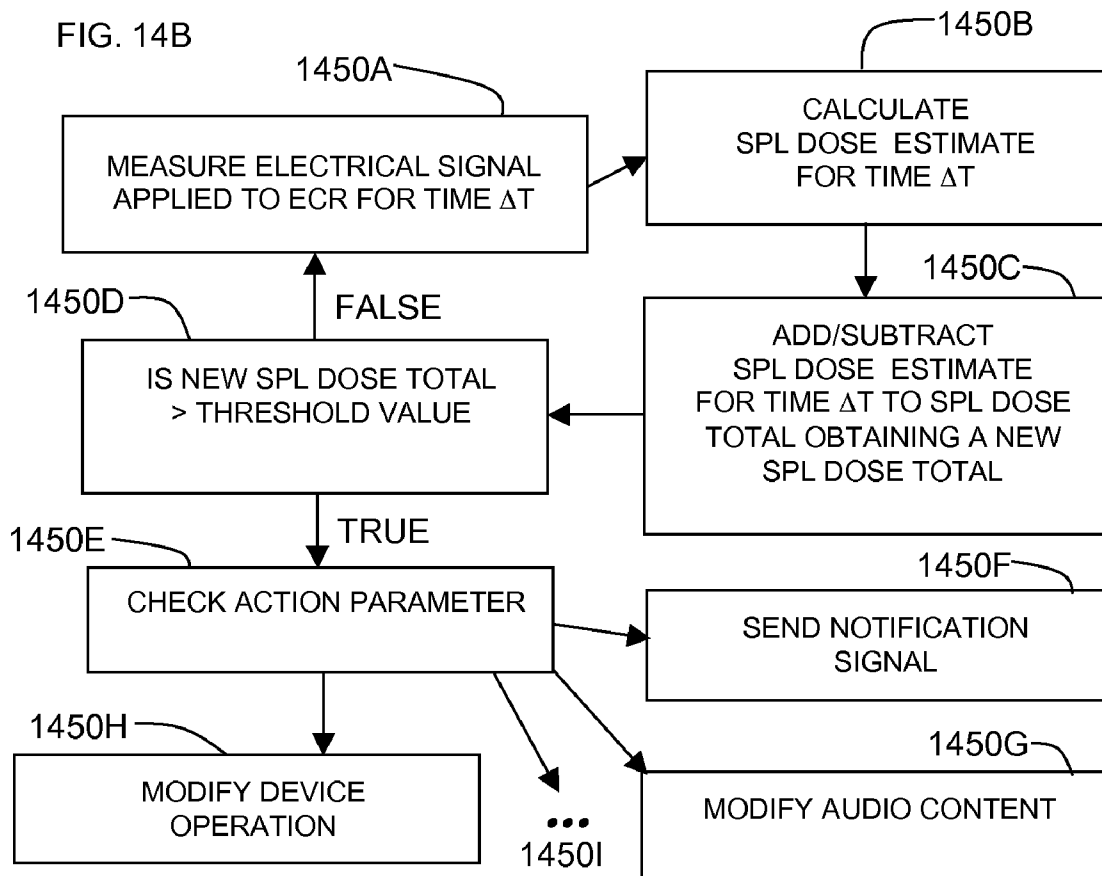 FIG. 14B
1450A
1450B
MEASURE ELECTRICAL SIGNAL
APPLIED TO ECR FOR TIME ΔT
CALCULATE
SPL DOSE ESTIMATE
FOR TIME ΔT
1450D
FALSE
1450C
IS NEW SPL DOSE TOTAL
> THRESHOLD VALUE
ADD/SUBTRACT
SPL DOSE ESTIMATE
FOR TIME ΔT TO SPL DOSE
TOTAL OBTAINING A NEW
SPL DOSE TOTAL
1450E
TRUE
CHECK ACTION PARAMETER
1450F
SEND NOTIFICATION
SIGNAL
1450H
MODIFY DEVICE
OPERATION
...
1450I
1450G
MODIFY AUDIO CONTENT